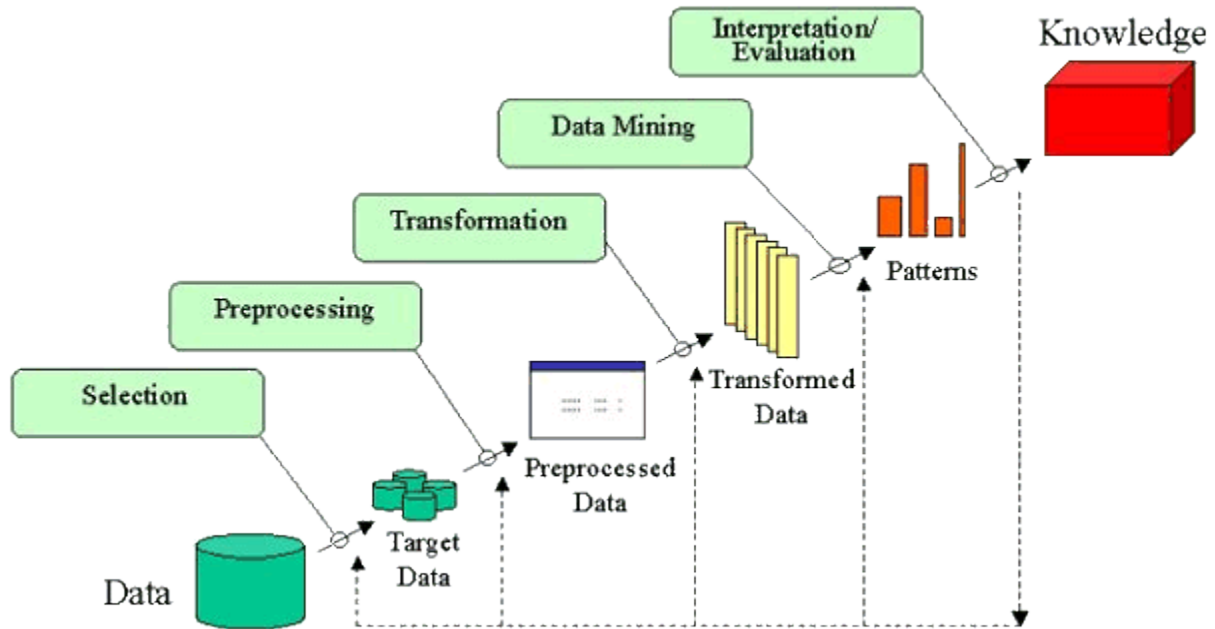 Interpretation/
Evaluation
Knowledge
Data Mining
Transformation
Patterns
Preprocessing
Transformed
Data
Selection
Preprocessed
Data
Target
Data
Data